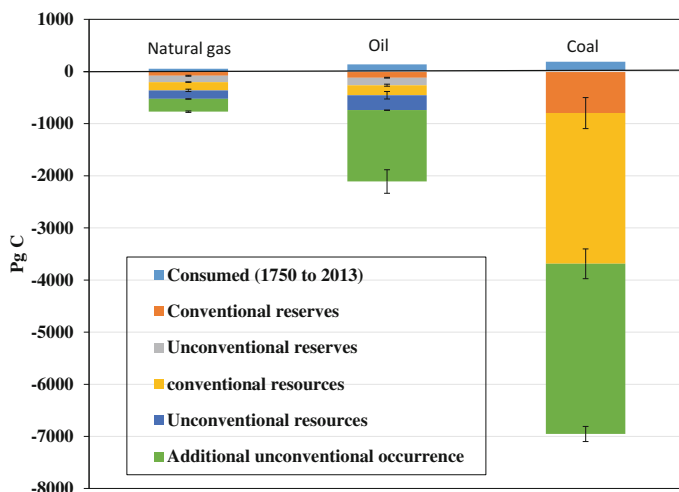 1000
0
-1000
-2000
-3000
-4000
-5000
-6000
-7000
-8000
Pg C
Natural gas
Oil
Coal
Consumed (1750 to 2013)
Conventional reserves
Unconventional reserves
conventional resources
Unconventional resources
Additional unconventional occurrence